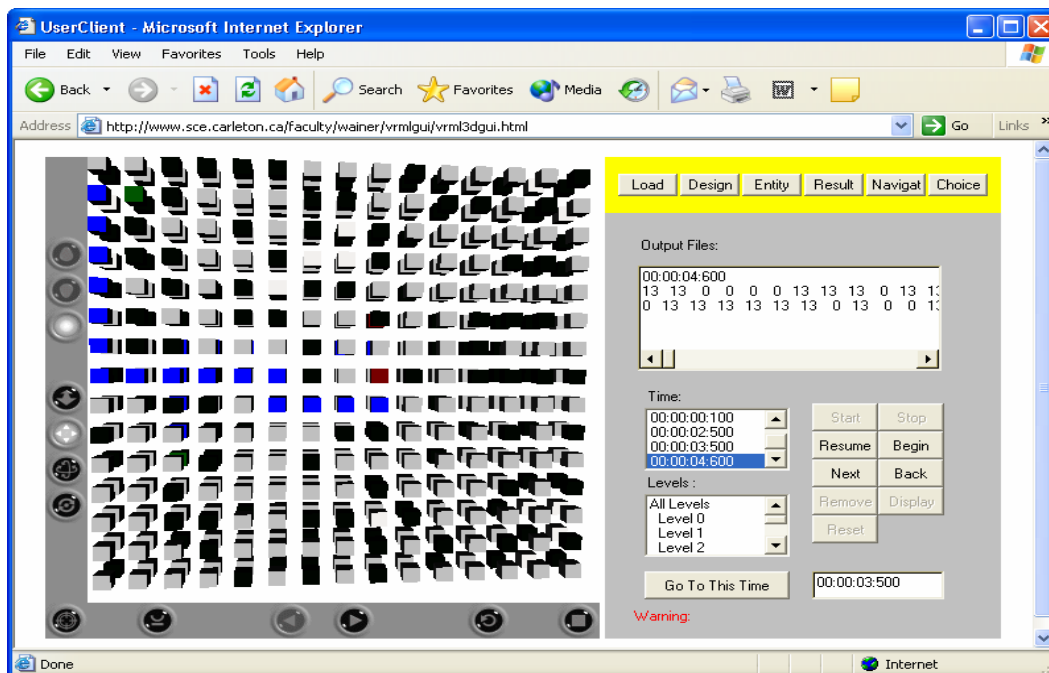 UserClient - Microsoft Internet Explorer
File Edit View Favorites Tools Help
Back Search Favorites Media
Address http://www.sce.carleton.ca/faculty/wainer/vrmlgui/vrml3dgui.html Go Links »
Load Design Entity Result Navigat Choice
Output Files:
00:00:04:600
13 13 0 0 0 0 13 13 13 0 13
0 13 13 13 13 13 13 0 13 0 0
Time:
00:00:00:100
00:00:02:500
00:00:03:500
00:00:04:600
Start Stop
Resume Begin
Next Back
Remove Display
Reset
Levels :
All Levels
Level 0
Level 1
Level 2
Go To This Time 00:00:03:500
Warning:
Done Internet